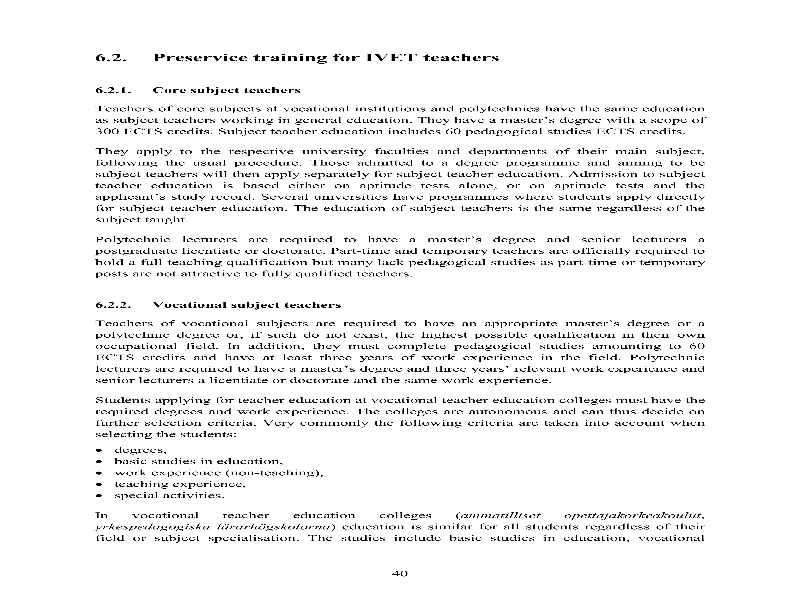 6.2. Preservice training for IVET teachers
6.2.1. Core subject teachers
Teachers of core subjects at vocational institutions and polytechnics have the same education
as subject teachers working in general education. They have a master's degree with a scope of
300 ECTS credits. Subject teacher education includes 60 pedagogical studies ECTS credits.
They apply to the respective university faculties and departments of their main subject,
following the usual procedure. Those admitted to a degree programme and aiming to be
subject teachers will then apply separately for subject teacher education. Admission to subject
teacher education is based either on aptitude tests alone, or on aptitude tests and the
applicant's study record. Several universities have programmes where students apply directly
for subject teacher education. The education of subject teachers is the same regardless of the
subject taught.
Polytechnic lecturers are required to have a master's degree and senior lecturers a
postgraduate licentiate or doctorate. Part-time and temporary teachers are officially required to
hold a full teaching qualification but many lack pedagogical studies as part time or temporary
posts are not attractive to fully qualified teachers.
6.2.2. Vocational subject teachers
Teachers of vocational subjects are required to have an appropriate master's degree or a
polytechnic degree or, if such do not exist, the highest possible qualification in their own
occupational field. In addition, they must complete pedagogical studies amounting to 60
ECTS credits and have at least three years of work experience in the field. Polytechnic
lecturers are required to have a master's degree and three years' relevant work experience and
senior lecturers a licentiate or doctorate and the same work experience.
Students applying for teacher education at vocational teacher education colleges must have the
required degrees and work experience. The colleges are autonomous and can thus decide on
further selection criteria. Very commonly the following criteria are taken into account when
selecting the students:
• degrees,
• basic studies in education,
• work experience (non-teaching),
• teaching experience,
• special activities.
In vocational teacher education colleges (ammatilliset opettajakorkeakoulut,
yrkespedagogiska lärarhögskolorna) education is similar for all students regardless of their
field or subject specialisation. The studies include basic studies in education, vocational
40